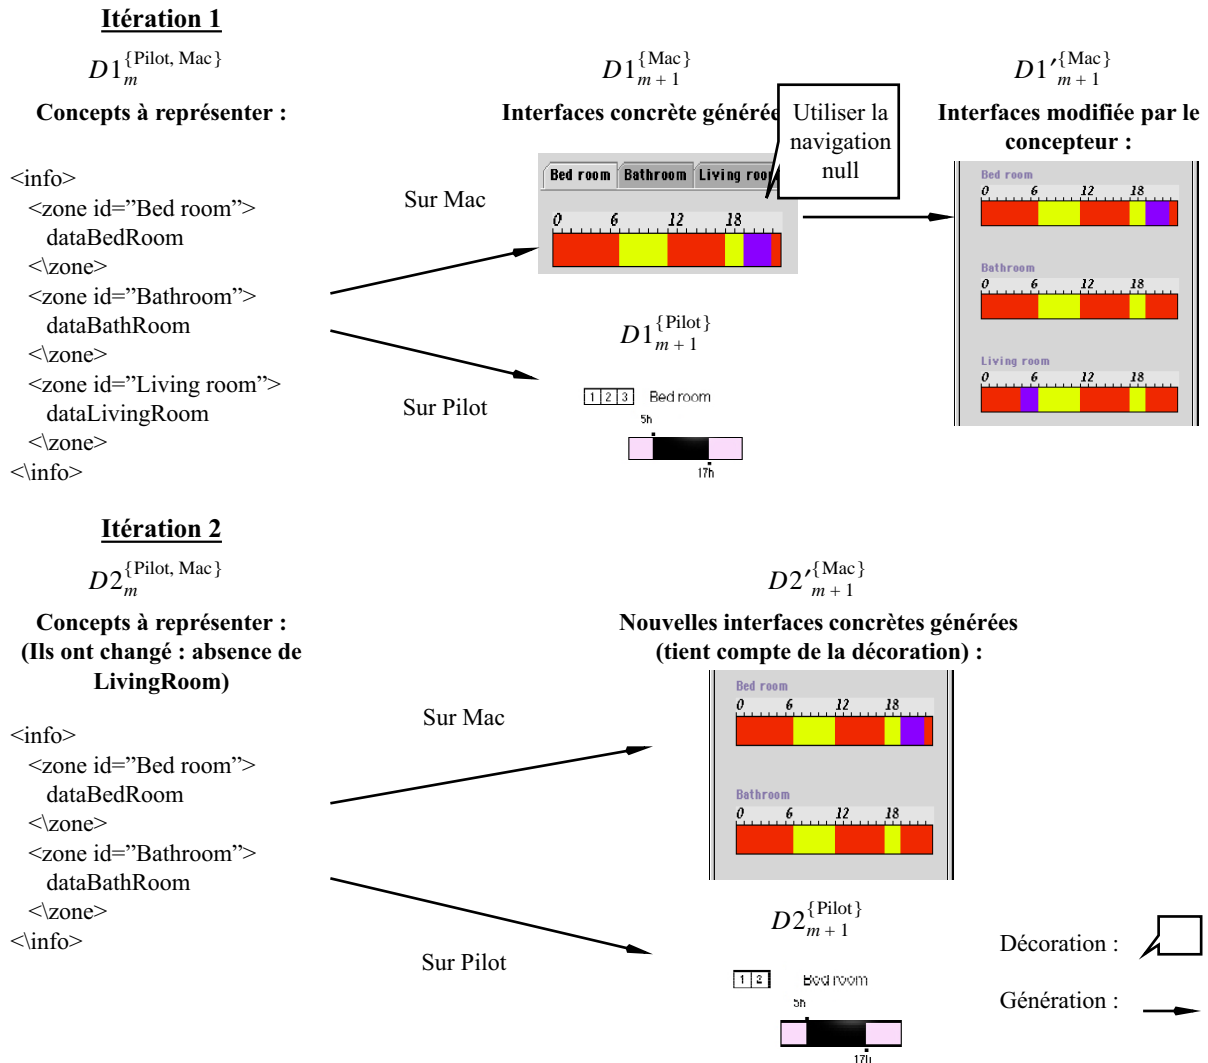 Itération 1
D1_m^{Pilot, Mac}
Concepts à représenter :
<info>
<zone id="Bed room">
dataBedRoom
<\zone>
<zone id="Bathroom">
dataBathRoom
<\zone>
<zone id="Living room">
dataLivingRoom
<\zone>
<\info>
Sur Mac
Sur Pilot
D1_{m+1}^{Mac}
Interfaces concrète générée
Utiliser la
navigation
null
Bed room Bathroom Living room
0 6 12 18
D1_{m+1}^{Pilot}
1 2 3 Bed room
5h
17h
D1′_{m+1}^{Mac}
Interfaces modifiée par le
concepteur :
Bed room
0 6 12 18
Bathroom
0 6 12 18
Living room
0 6 12 18
Itération 2
D2_m^{Pilot, Mac}
Concepts à représenter :
(Ils ont changé : absence de
LivingRoom)
<info>
<zone id="Bed room">
dataBedRoom
<\zone>
<zone id="Bathroom">
dataBathRoom
<\zone>
<\info>
Sur Mac
Sur Pilot
D2′_{m+1}^{Mac}
Nouvelles interfaces concrètes générées
(tient compte de la décoration) :
Bed room
0 6 12 18
Bathroom
0 6 12 18
D2_{m+1}^{Pilot}
1 2 Bed room
5h
17h
Décoration :
Génération :